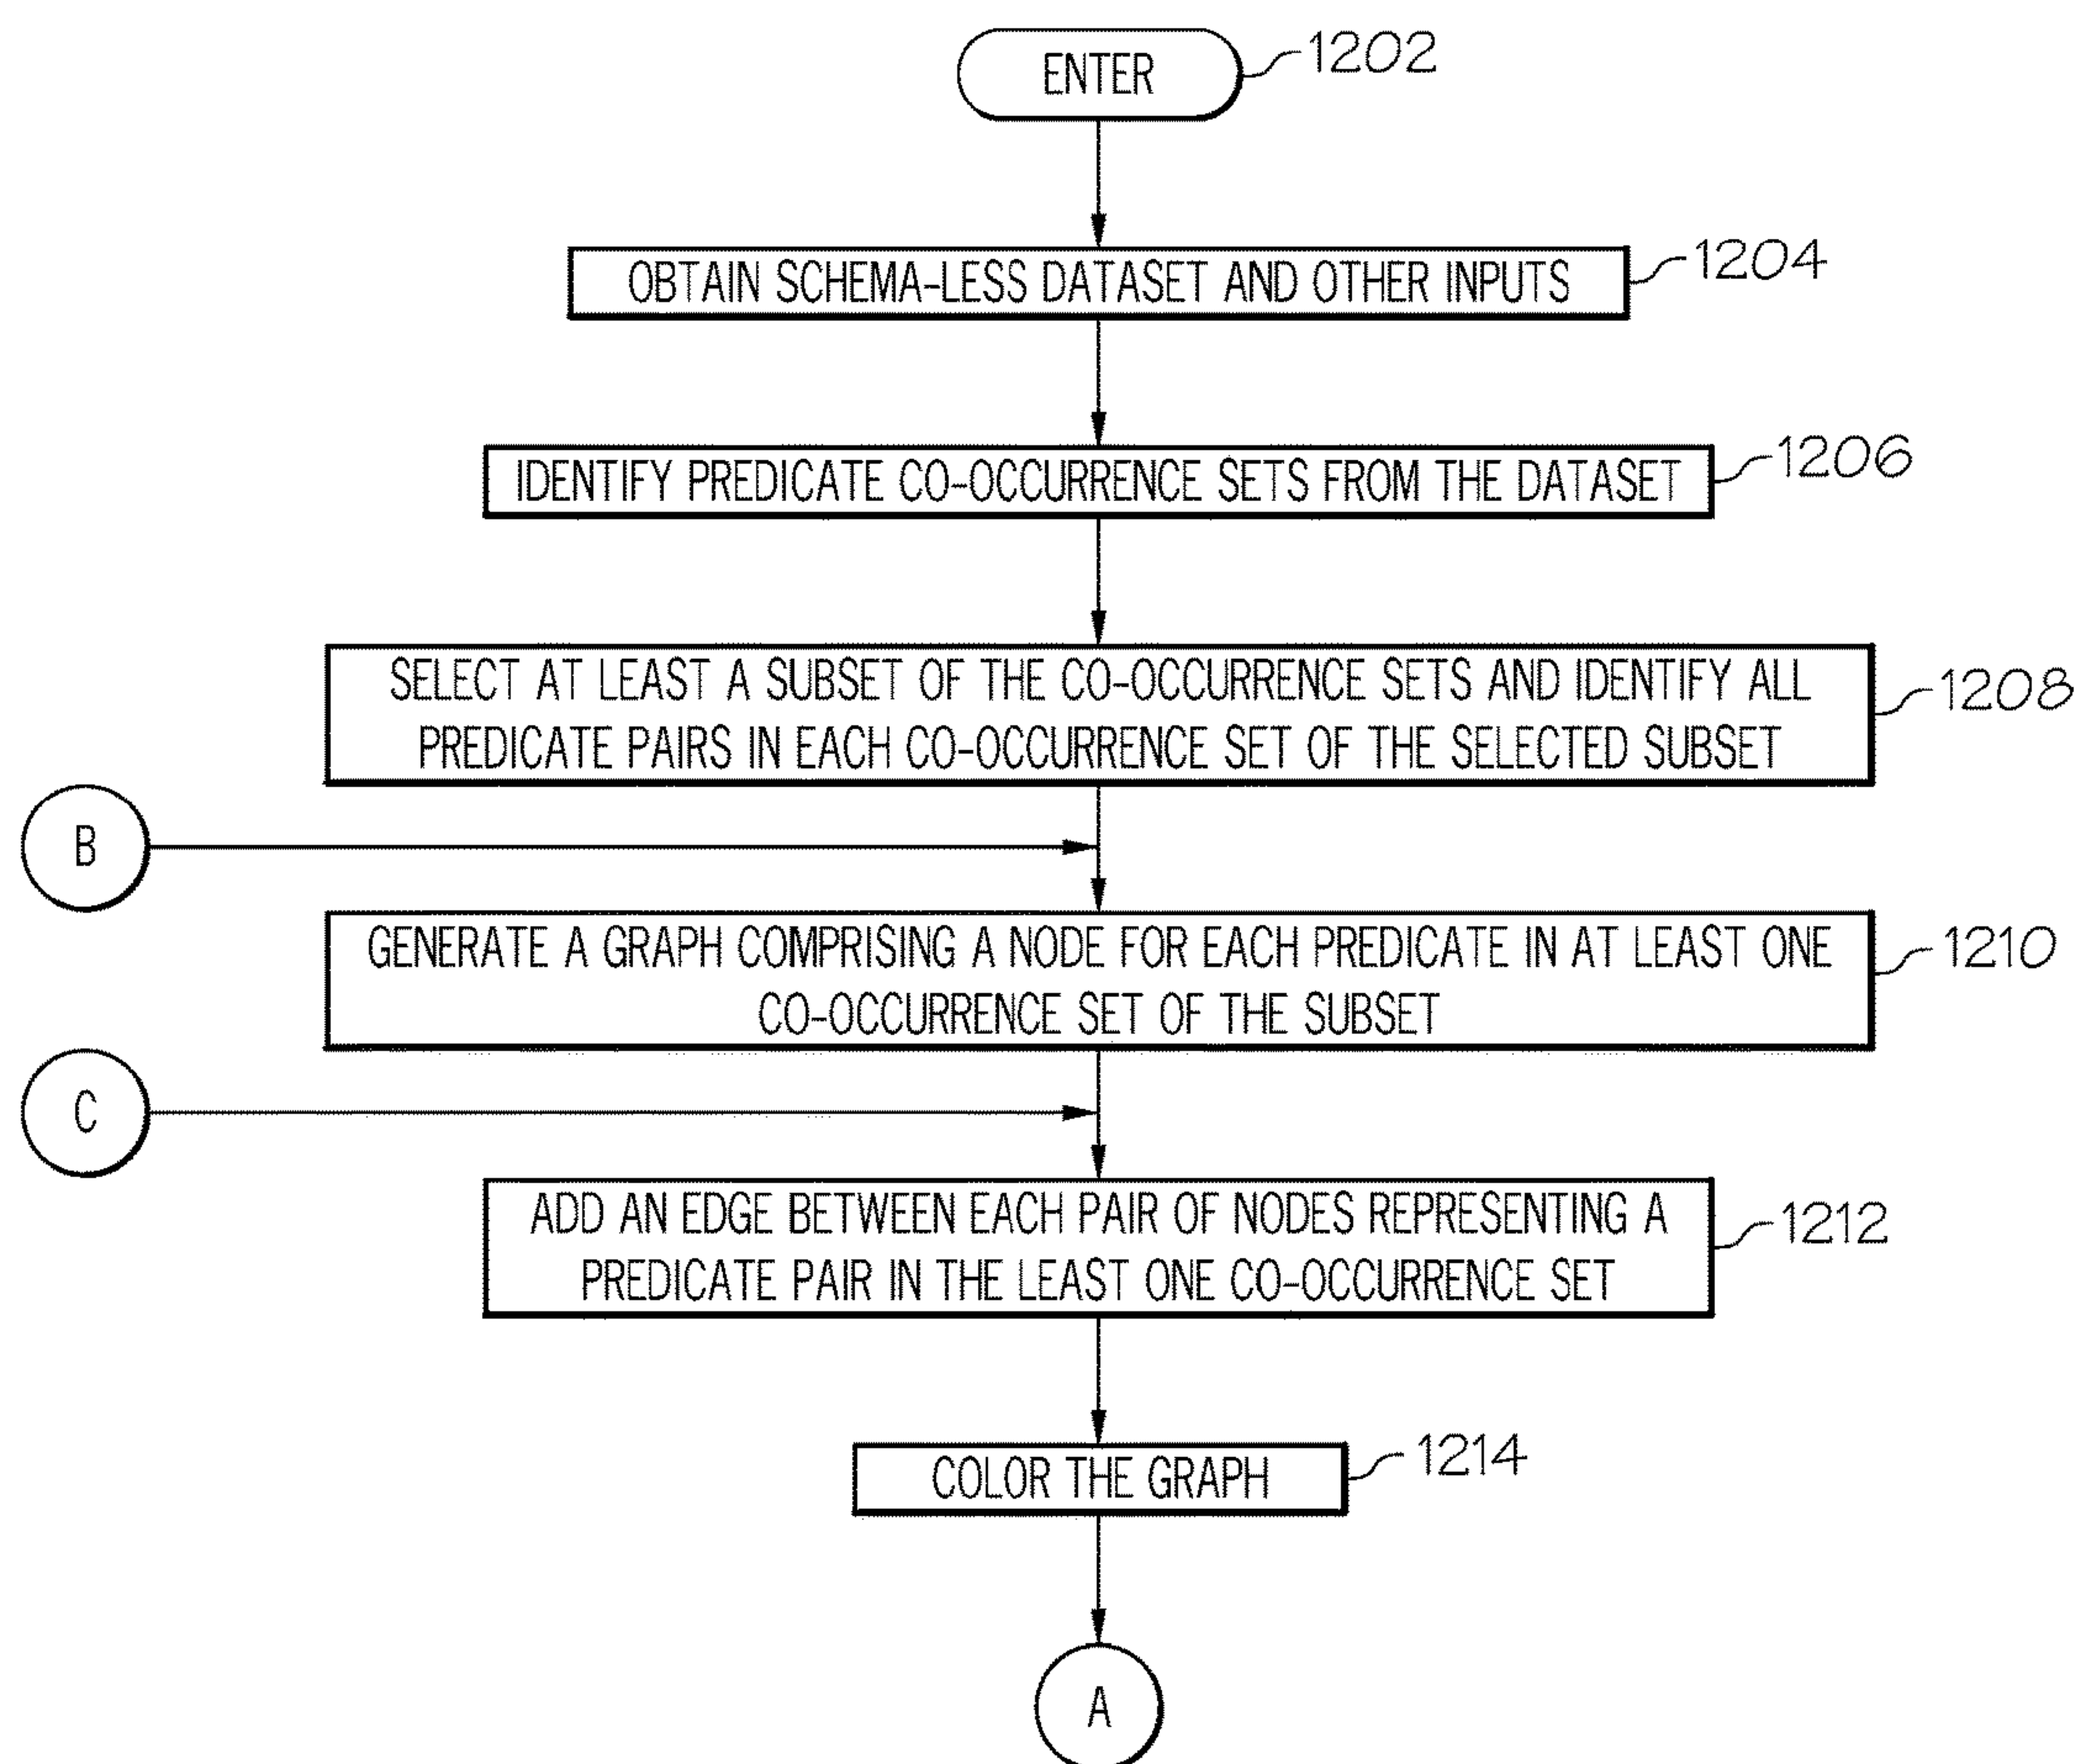 ENTER
1202
OBTAIN SCHEMA-LESS DATASET AND OTHER INPUTS
1204
IDENTIFY PREDICATE CO-OCCURRENCE SETS FROM THE DATASET
1206
SELECT AT LEAST A SUBSET OF THE CO-OCCURRENCE SETS AND IDENTIFY ALL
PREDICATE PAIRS IN EACH CO-OCCURRENCE SET OF THE SELECTED SUBSET
1208
B
GENERATE A GRAPH COMPRISING A NODE FOR EACH PREDICATE IN AT LEAST ONE
CO-OCCURRENCE SET OF THE SUBSET
1210
C
ADD AN EDGE BETWEEN EACH PAIR OF NODES REPRESENTING A
PREDICATE PAIR IN THE LEAST ONE CO-OCCURRENCE SET
1212
COLOR THE GRAPH
1214
A